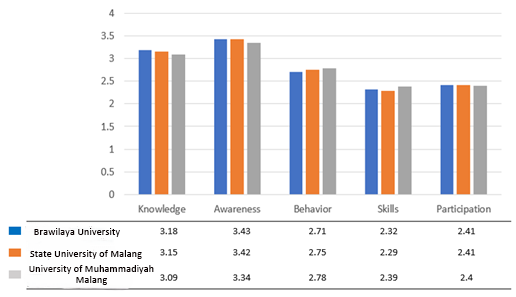 4
3.5
3
2.5
2
1.5
1
0.5
0
Knowledge Awareness Behavior Skills Participation
Brawilaya University 3.18 3.43 2.71 2.32 2.41
State University of Malang 3.15 3.42 2.75 2.29 2.41
University of Muhammadiyah
Malang 3.09 3.34 2.78 2.39 2.4